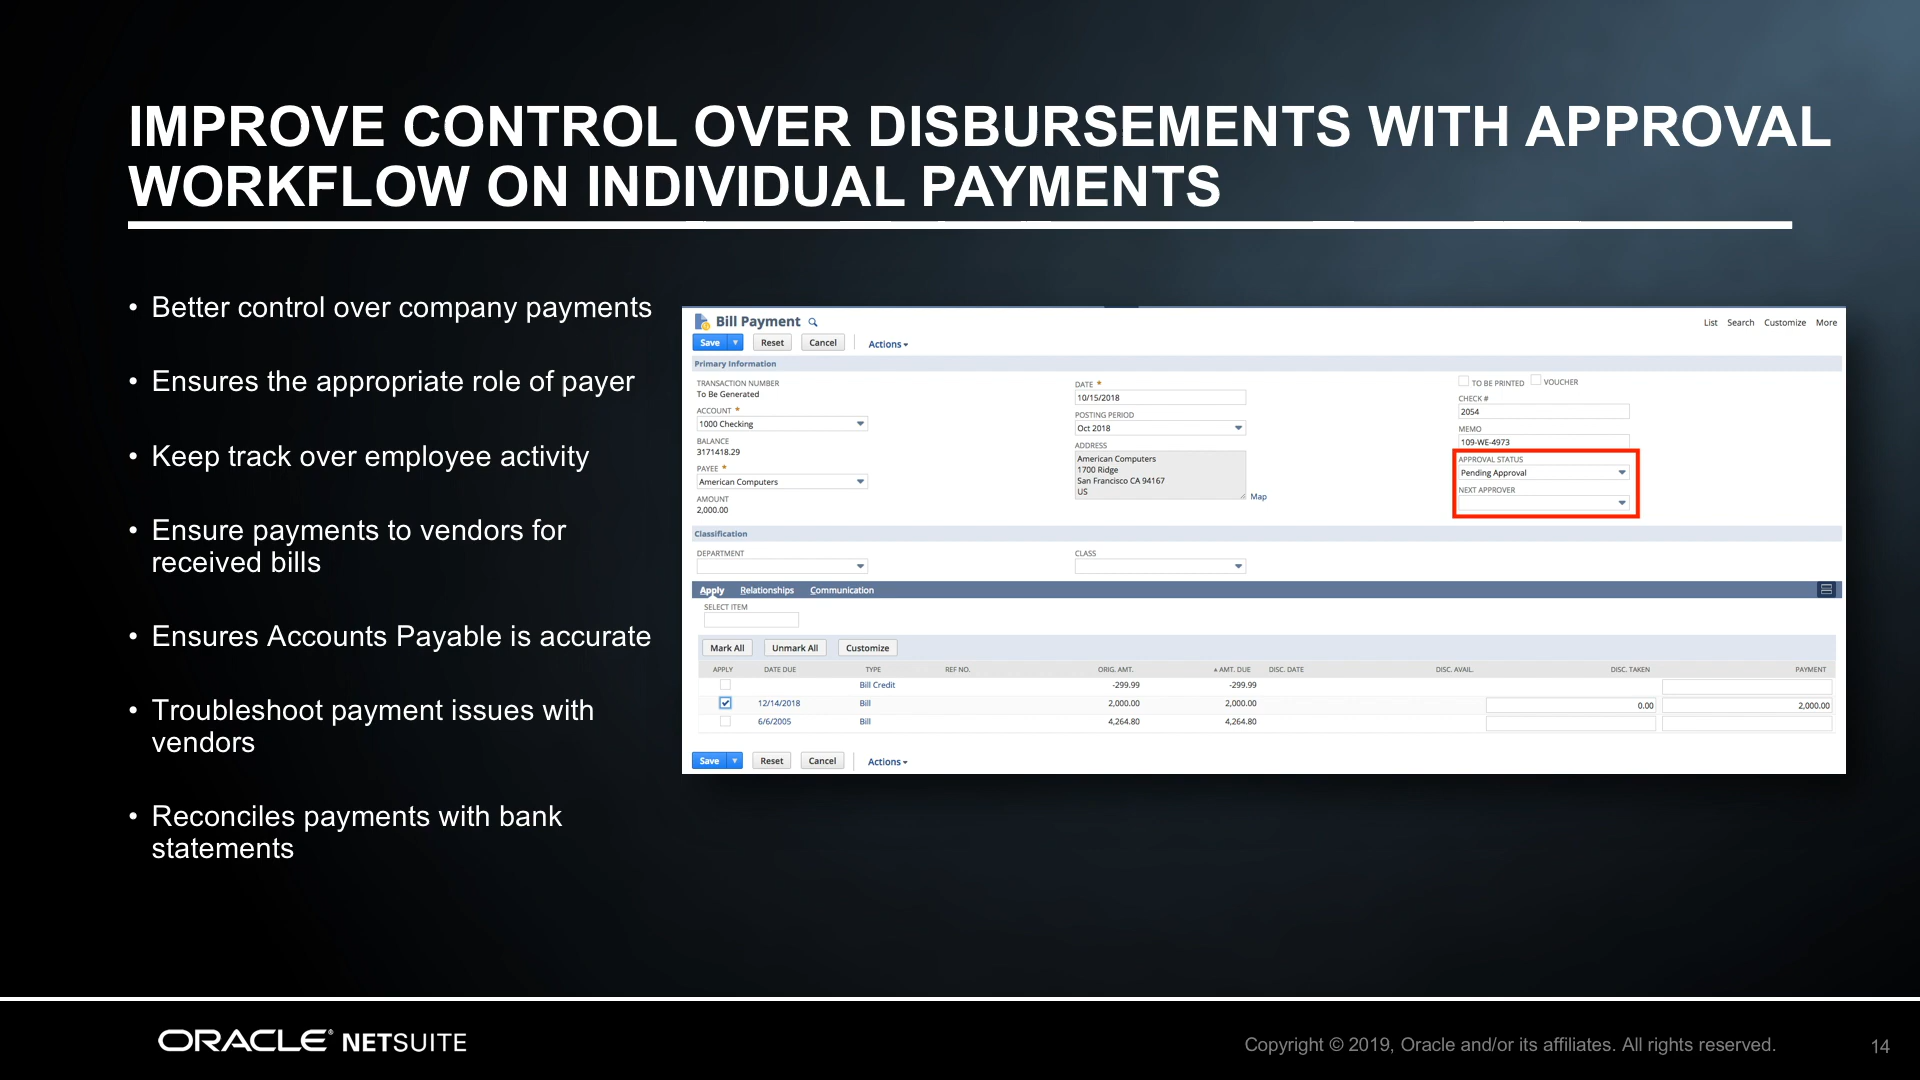 IMPROVE CONTROL OVER DISBURSEMENTS WITH APPROVAL
WORKFLOW ON INDIVIDUAL PAYMENTS
• Better control over company payments
• Ensures the appropriate role of payer
• Keep track over employee activity
• Ensure payments to vendors for
received bills
• Ensures Accounts Payable is accurate
• Troubleshoot payment issues with
vendors
• Reconciles payments with bank
statements
Bill Payment
List Search Customize More
Save Reset Cancel Actions
Primary Information
TRANSACTION NUMBER
To Be Generated
ACCOUNT *
1000 Checking
BALANCE
3171418.29
PAYEE *
American Computers
AMOUNT
2,000.00
DATE *
10/15/2018
POSTING PERIOD
Oct 2018
ADDRESS
American Computers
1700 Ridge
San Francisco CA 94167
US
Map
TO BE PRINTED VOUCHER
CHECK #
2054
MEMO
109-WE-4973
APPROVAL STATUS
Pending Approval
NEXT APPROVER
Classification
DEPARTMENT CLASS
Apply Relationships Communication
SELECT ITEM
Mark All Unmark All Customize
APPLY DATE DUE TYPE REF NO. ORIG. AMT. ▲ AMT. DUE DISC. DATE DISC. AVAIL. DISC. TAKEN PAYMENT
Bill Credit -299.99 -299.99
12/14/2018 Bill 2,000.00 2,000.00 0.00 2,000.00
6/6/2005 Bill 4,264.80 4,264.80
Save Reset Cancel Actions
ORACLE® NETSUITE
Copyright © 2019, Oracle and/or its affiliates. All rights reserved. 14